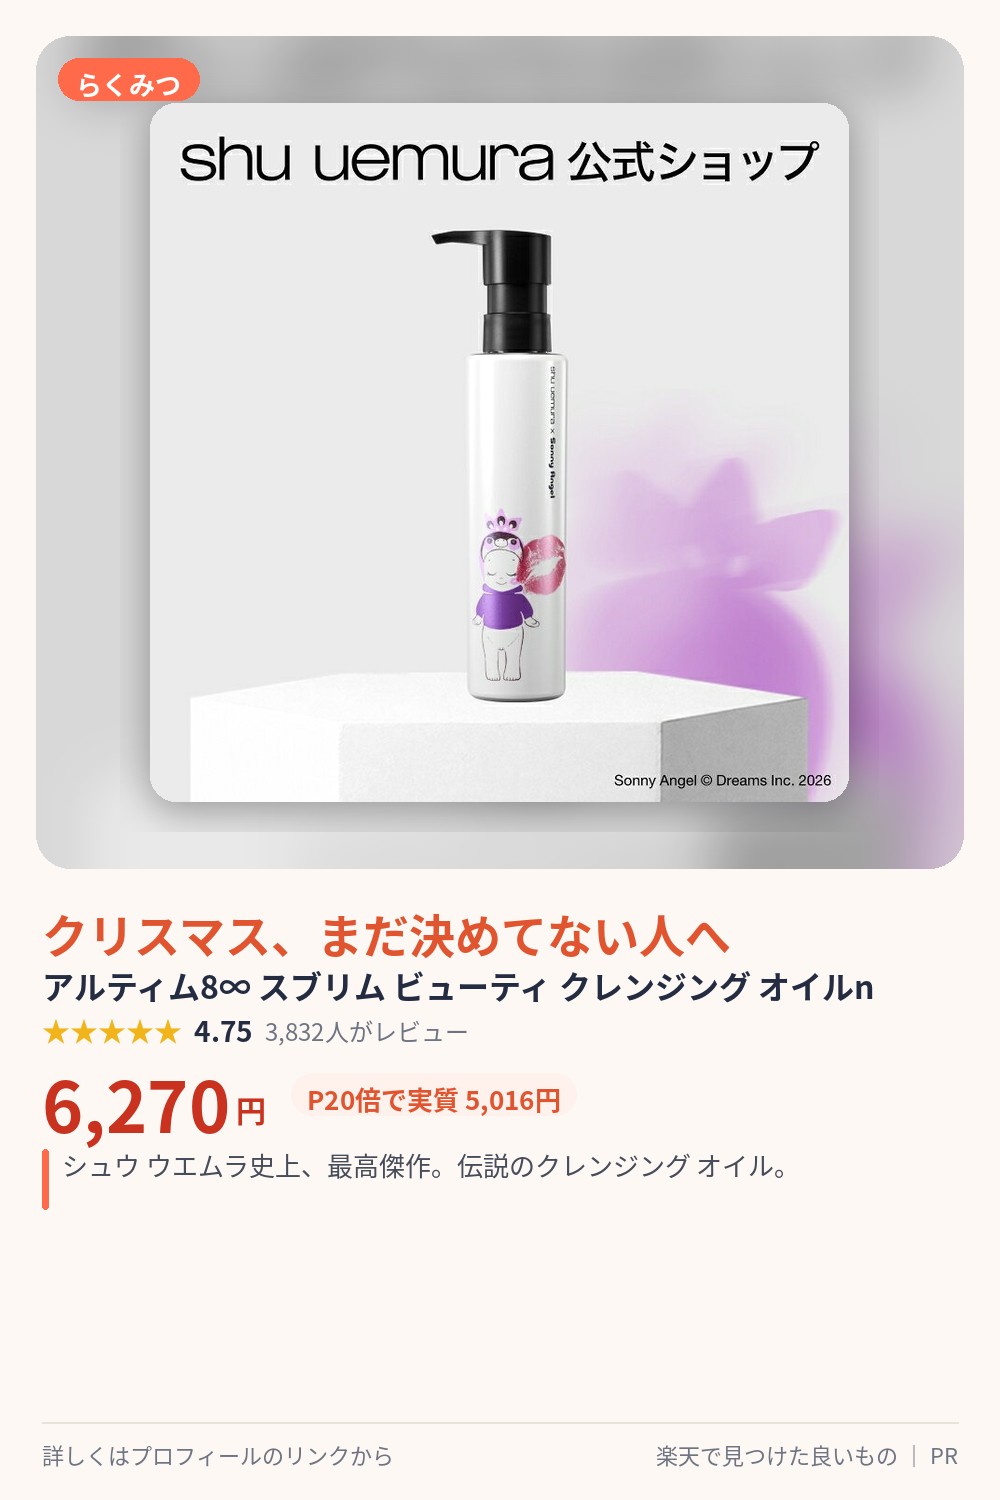 らくみつ
shu uemura 公式ショップ
shu uemura × Sonny Angel
Sonny Angel © Dreams Inc. 2026
クリスマス、まだ決めてない人へ
アルティム8∞ スブリム ビューティ クレンジング オイルn
★★★★★ 4.75 3,832人がレビュー
6,270円 P20倍で実質 5,016円
シュウ ウエムラ史上、最高傑作。伝説のクレンジング オイル。
詳しくはプロフィールのリンクから
楽天で見つけた良いもの | PR